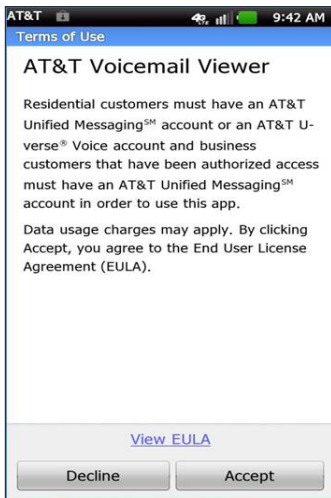 AT&T 9:42 AM
Terms of Use
AT&T Voicemail Viewer
Residential customers must have an AT&T
Unified Messaging℠ account or an AT&T U-
verse® Voice account and business
customers that have been authorized access
must have an AT&T Unified Messaging℠
account in order to use this app.
Data usage charges may apply. By clicking
Accept, you agree to the End User License
Agreement (EULA).
View EULA
Decline Accept